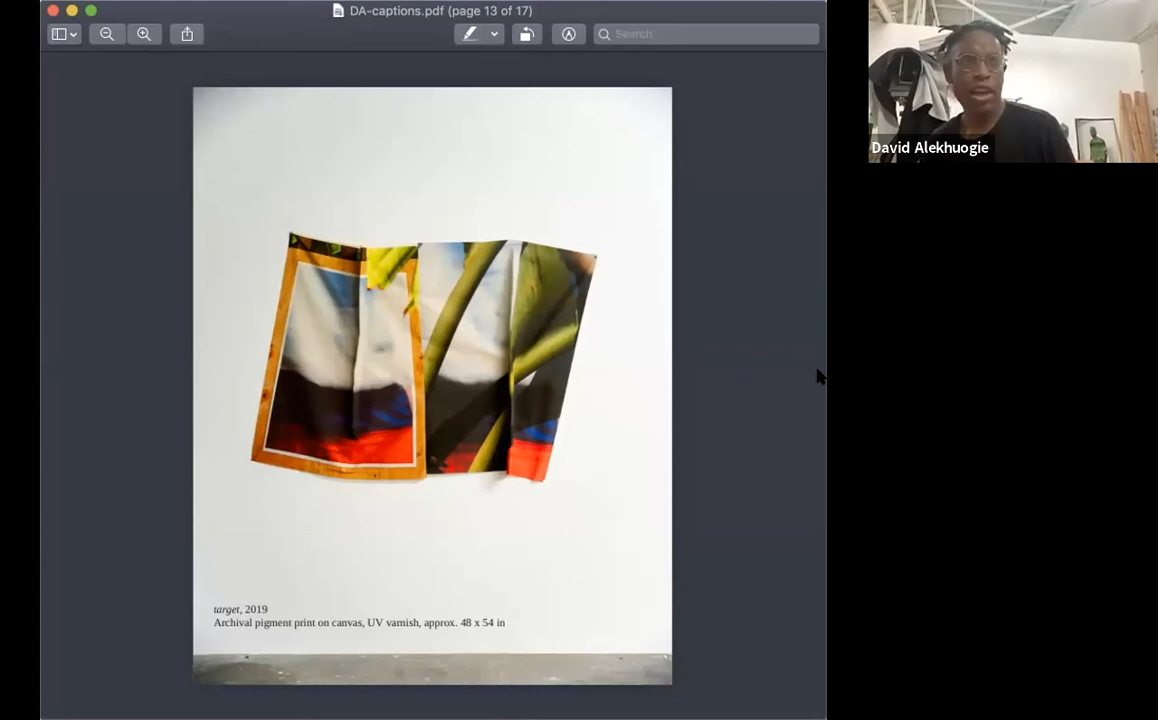 DA-captions.pdf (page 13 of 17)
Search
David Alekhuogie
target, 2019
Archival pigment print on canvas, UV varnish, approx. 48 x 54 in